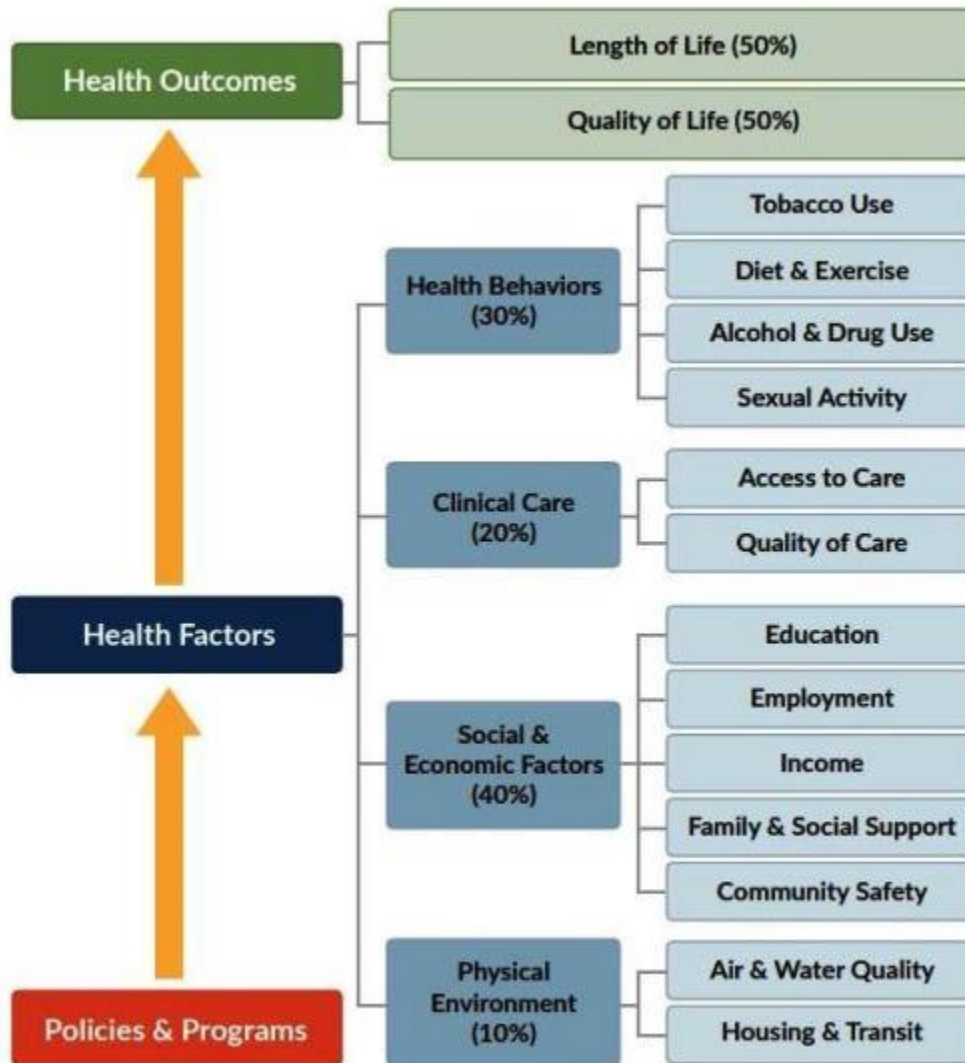 Health Outcomes
Length of Life (50%)
Quality of Life (50%)
Health Factors
Health Behaviors
(30%)
Tobacco Use
Diet & Exercise
Alcohol & Drug Use
Sexual Activity
Clinical Care
(20%)
Access to Care
Quality of Care
Social &
Economic Factors
(40%)
Education
Employment
Income
Family & Social Support
Community Safety
Physical
Environment
(10%)
Air & Water Quality
Housing & Transit
Policies & Programs